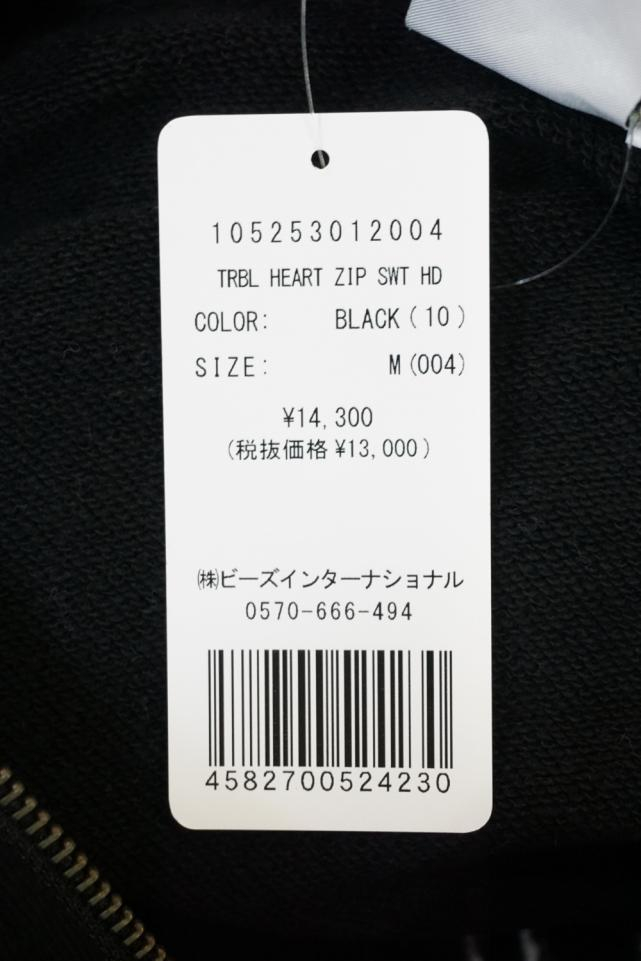 105253012004
TRBL HEART ZIP SWT HD
COLOR: BLACK(10)
SIZE: M(004)
¥14,300
(税抜価格¥13,000)
㈱ビーズインターナショナル
0570-666-494
4582700524230